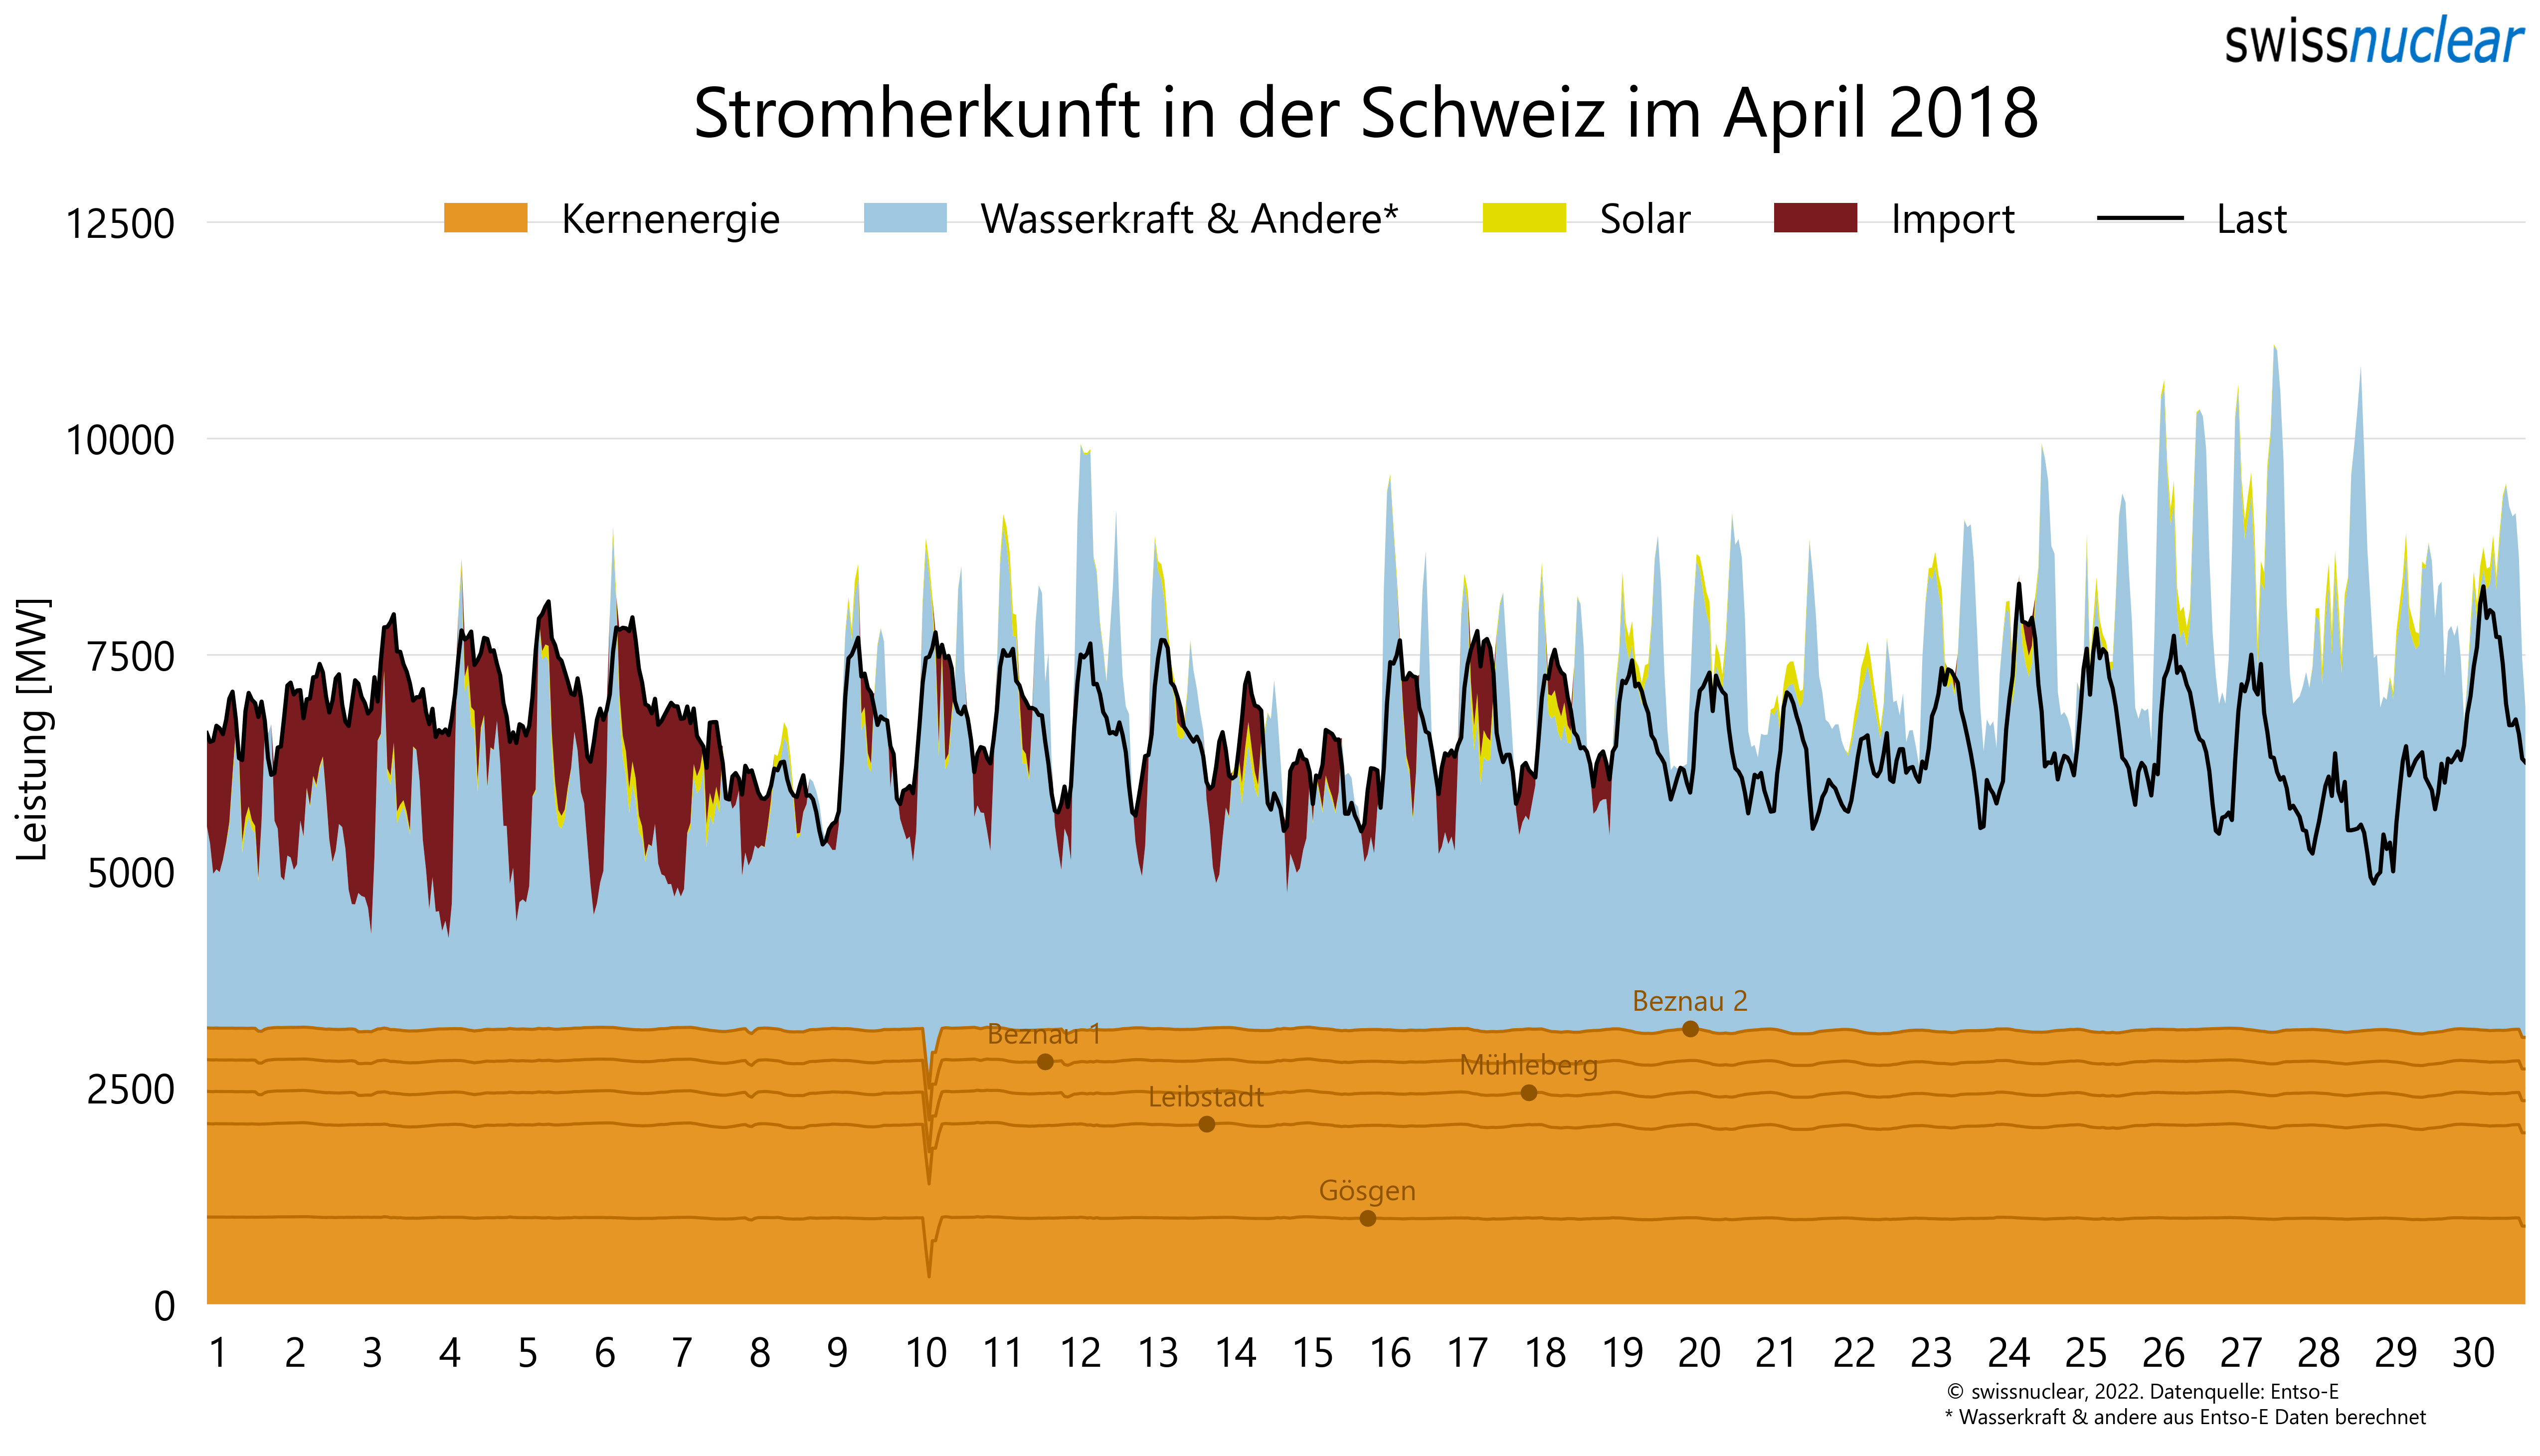 swissnuclear
Stromherkunft in der Schweiz im April 2018
Kernenergie Wasserkraft & Andere* Solar Import Last
12500
10000
7500
5000
2500
0
Leistung [MW]
Beznau 2
Beznau 1
Mühleberg
Leibstadt
Gösgen
1 2 3 4 5 6 7 8 9 10 11 12 13 14 15 16 17 18 19 20 21 22 23 24 25 26 27 28 29 30
© swissnuclear, 2022. Datenquelle: Entso-E
* Wasserkraft & andere aus Entso-E Daten berechnet